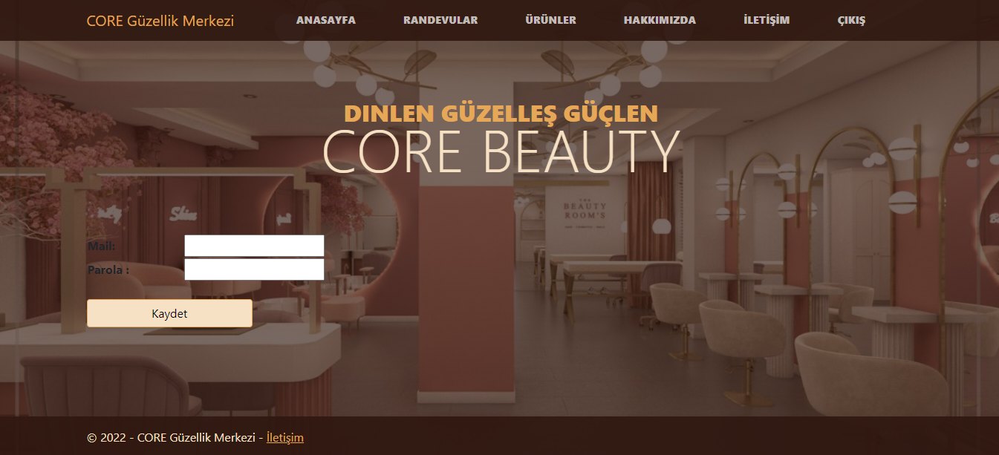 CORE Güzellik Merkezi
ANASAYFA RANDEVULAR ÜRÜNLER HAKKIMIZDA İLETİŞİM ÇIKIŞ
DINLEN GÜZELLEŞ GÜÇLEN
CORE BEAUTY
Shine
THE
BEAUTY
ROOM'S
Mail:
Parola :
Kaydet
© 2022 - CORE Güzellik Merkezi - İletişim